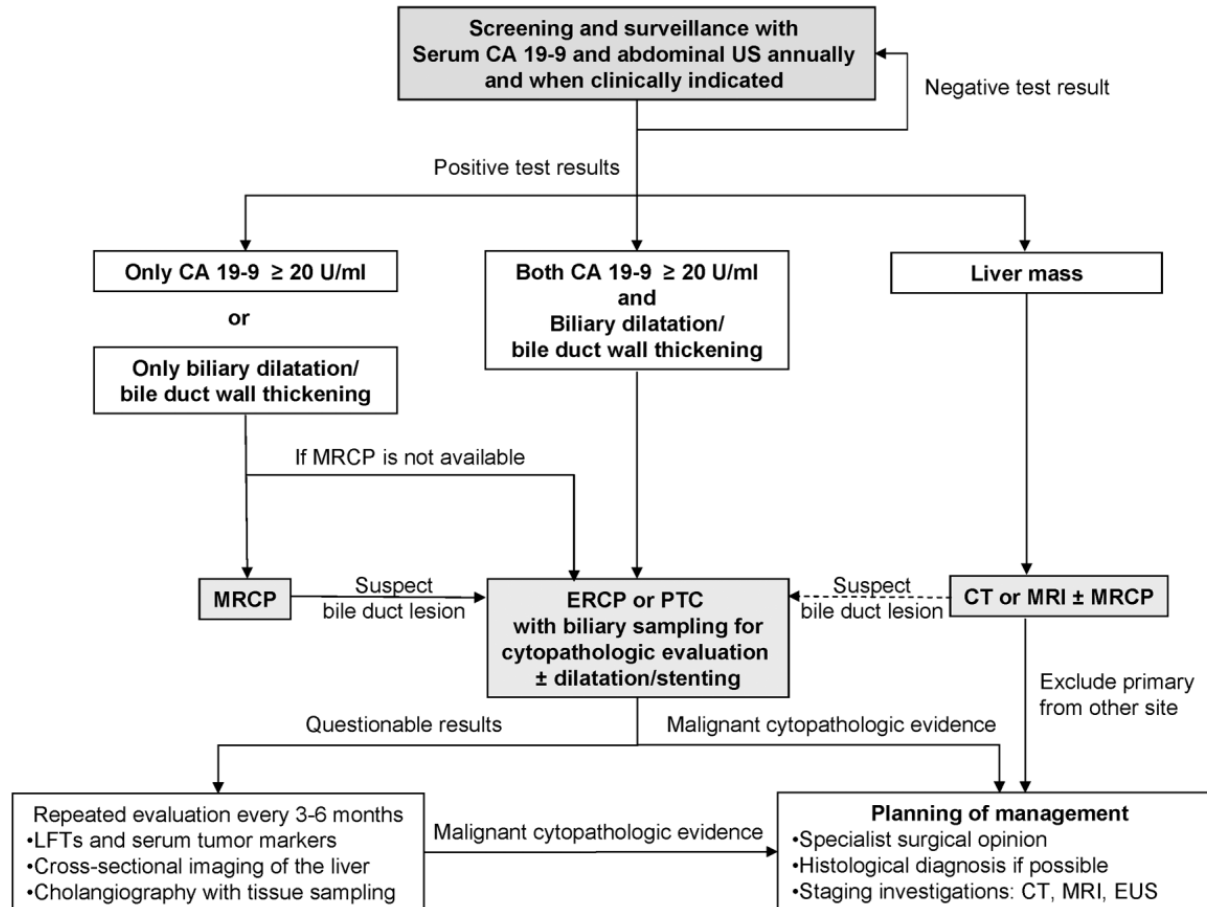 Screening and surveillance with
Serum CA 19-9 and abdominal US annually
and when clinically indicated
Negative test result
Positive test results
Only CA 19-9 ≥ 20 U/ml
or
Only biliary dilatation/
bile duct wall thickening
Both CA 19-9 ≥ 20 U/ml
and
Biliary dilatation/
bile duct wall thickening
Liver mass
If MRCP is not available
MRCP
Suspect
bile duct lesion
ERCP or PTC
with biliary sampling for
cytopathologic evaluation
± dilatation/stenting
Suspect
bile duct lesion
CT or MRI ± MRCP
Exclude primary
from other site
Questionable results
Malignant cytopathologic evidence
Repeated evaluation every 3-6 months
•LFTs and serum tumor markers
•Cross-sectional imaging of the liver
•Cholangiography with tissue sampling
Malignant cytopathologic evidence
Planning of management
•Specialist surgical opinion
•Histological diagnosis if possible
•Staging investigations: CT, MRI, EUS